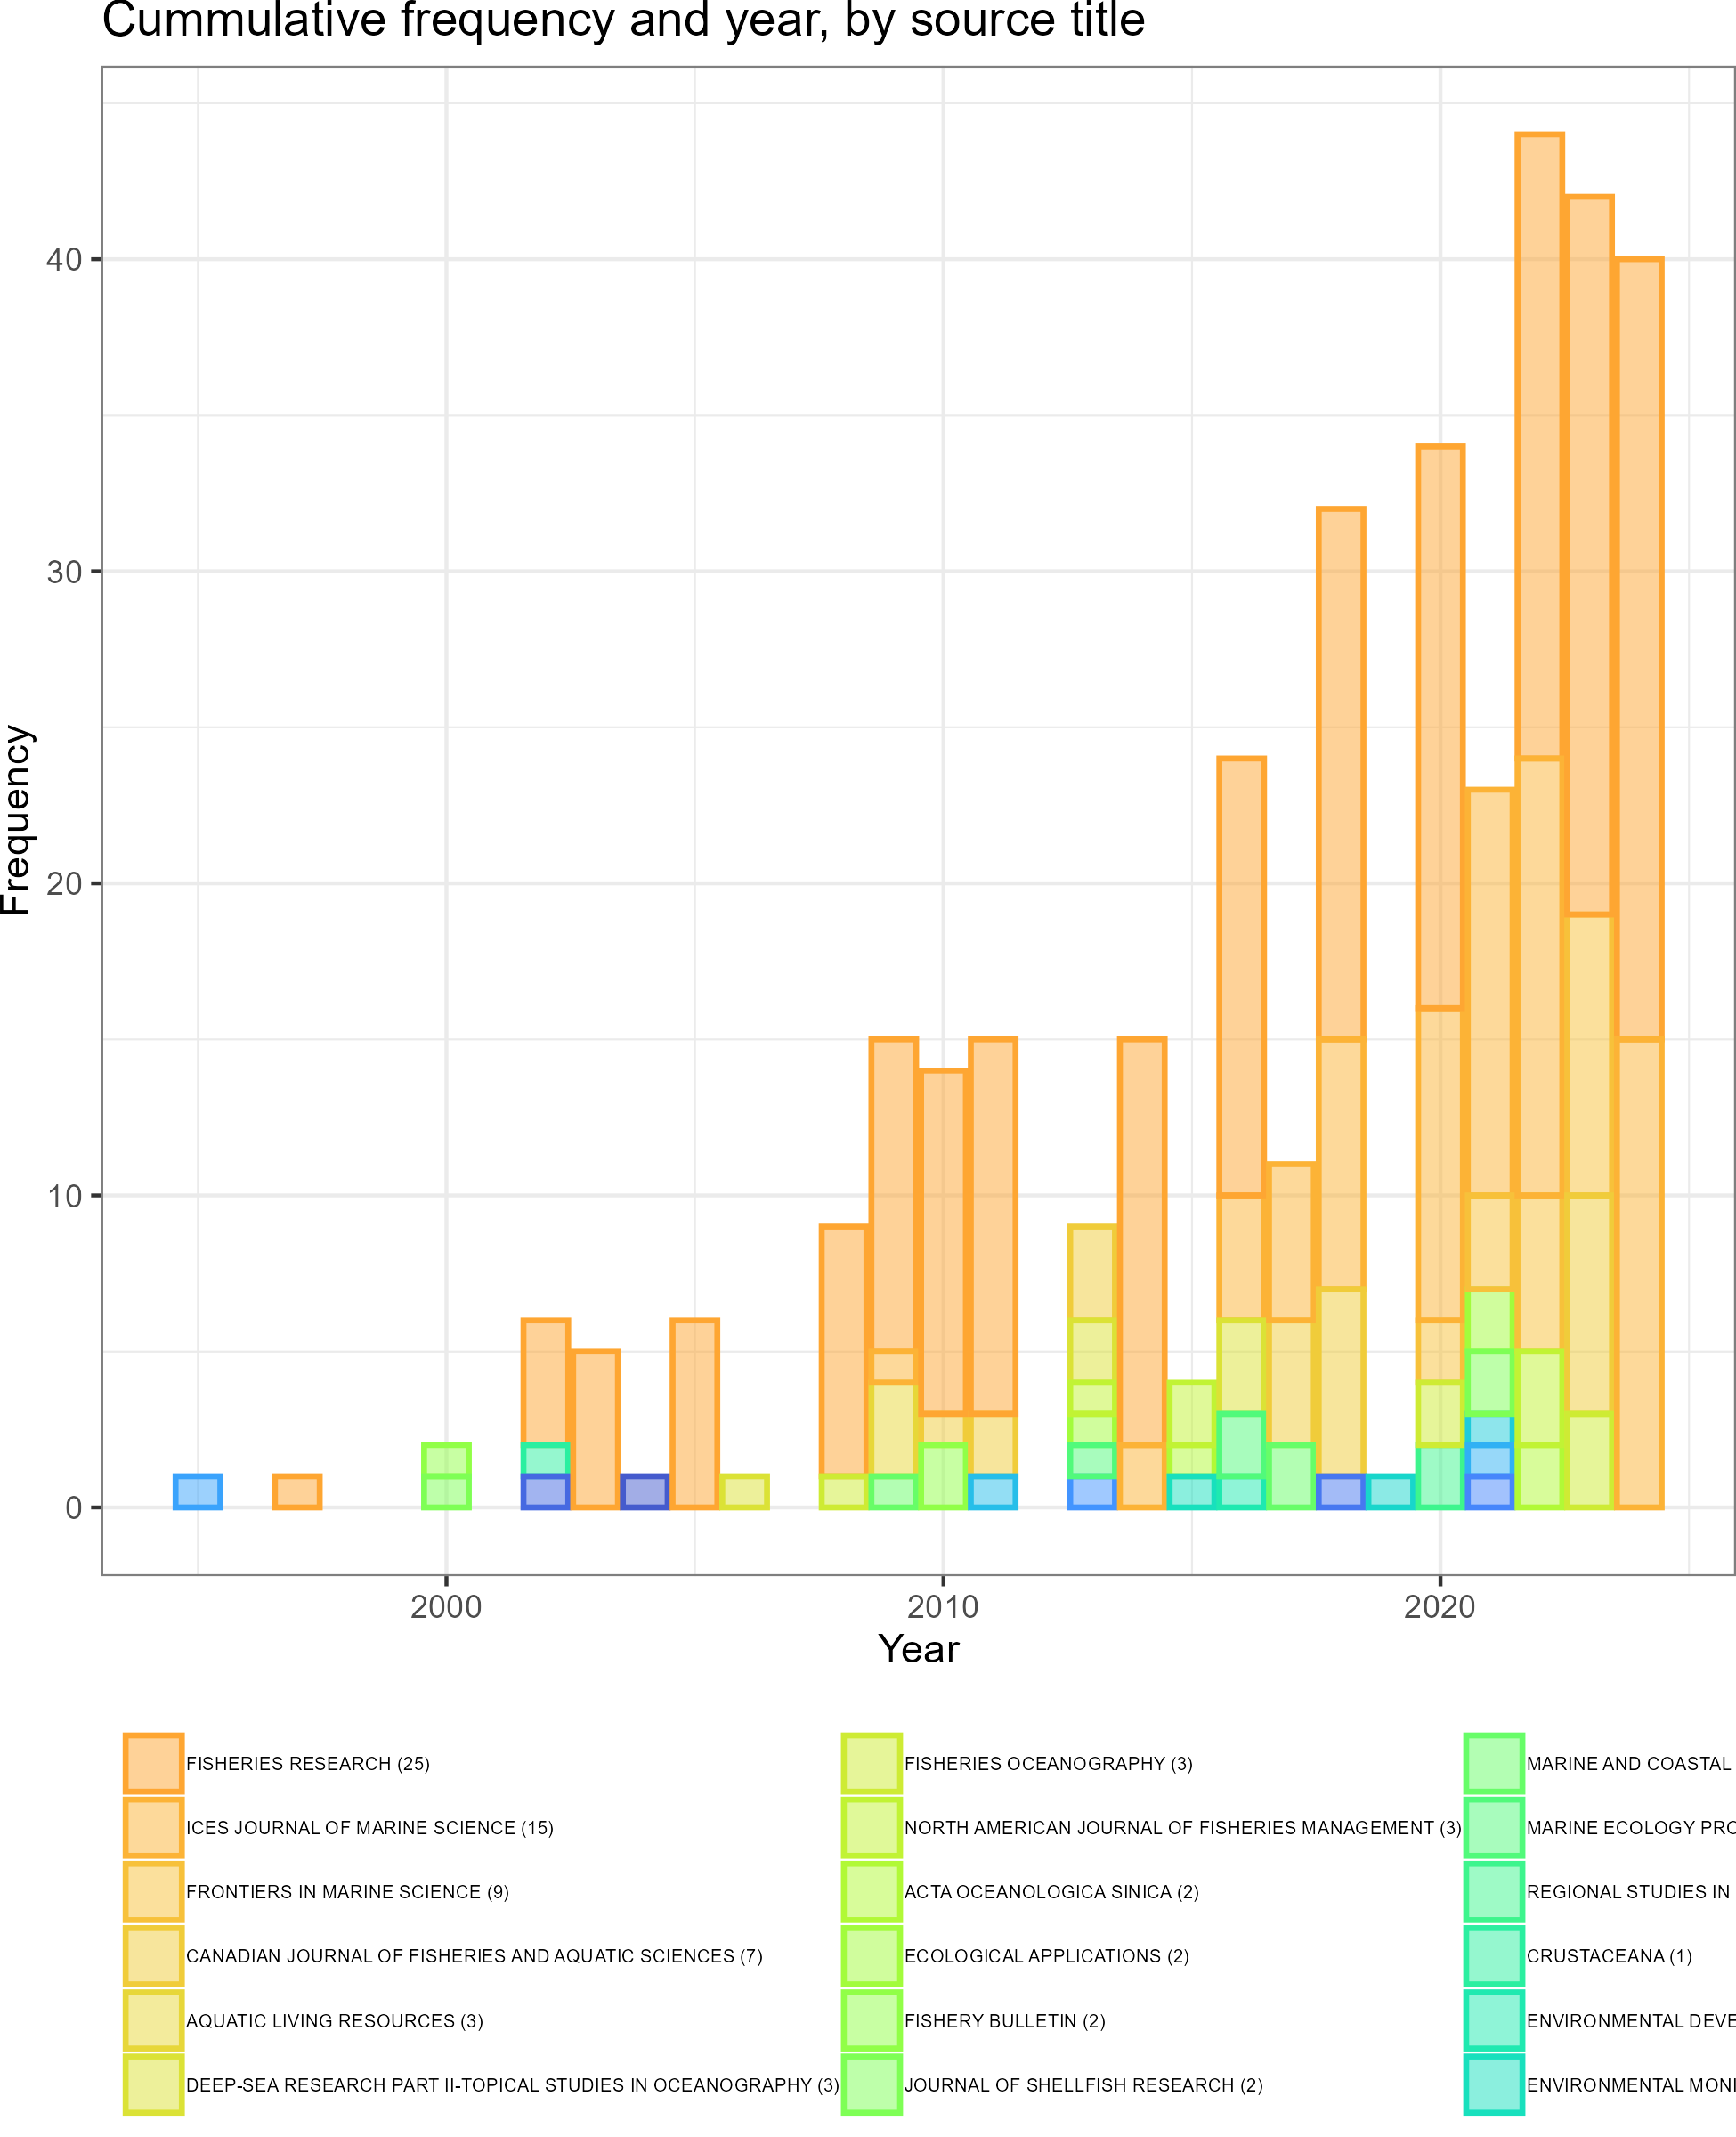 Cummulative frequency and year, by source title
Frequency
40
30
20
10
0
2000 2010 2020
Year
FISHERIES RESEARCH (25)
ICES JOURNAL OF MARINE SCIENCE (15)
FRONTIERS IN MARINE SCIENCE (9)
CANADIAN JOURNAL OF FISHERIES AND AQUATIC SCIENCES (7)
AQUATIC LIVING RESOURCES (3)
DEEP-SEA RESEARCH PART II-TOPICAL STUDIES IN OCEANOGRAPHY (3)
FISHERIES OCEANOGRAPHY (3)
NORTH AMERICAN JOURNAL OF FISHERIES MANAGEMENT (3)
ACTA OCEANOLOGICA SINICA (2)
ECOLOGICAL APPLICATIONS (2)
FISHERY BULLETIN (2)
JOURNAL OF SHELLFISH RESEARCH (2)
MARINE AND COASTAL
MARINE ECOLOGY
REGIONAL STUDIES IN
CRUSTACEANA (1)
ENVIRONMENTAL
ENVIRONMENTAL